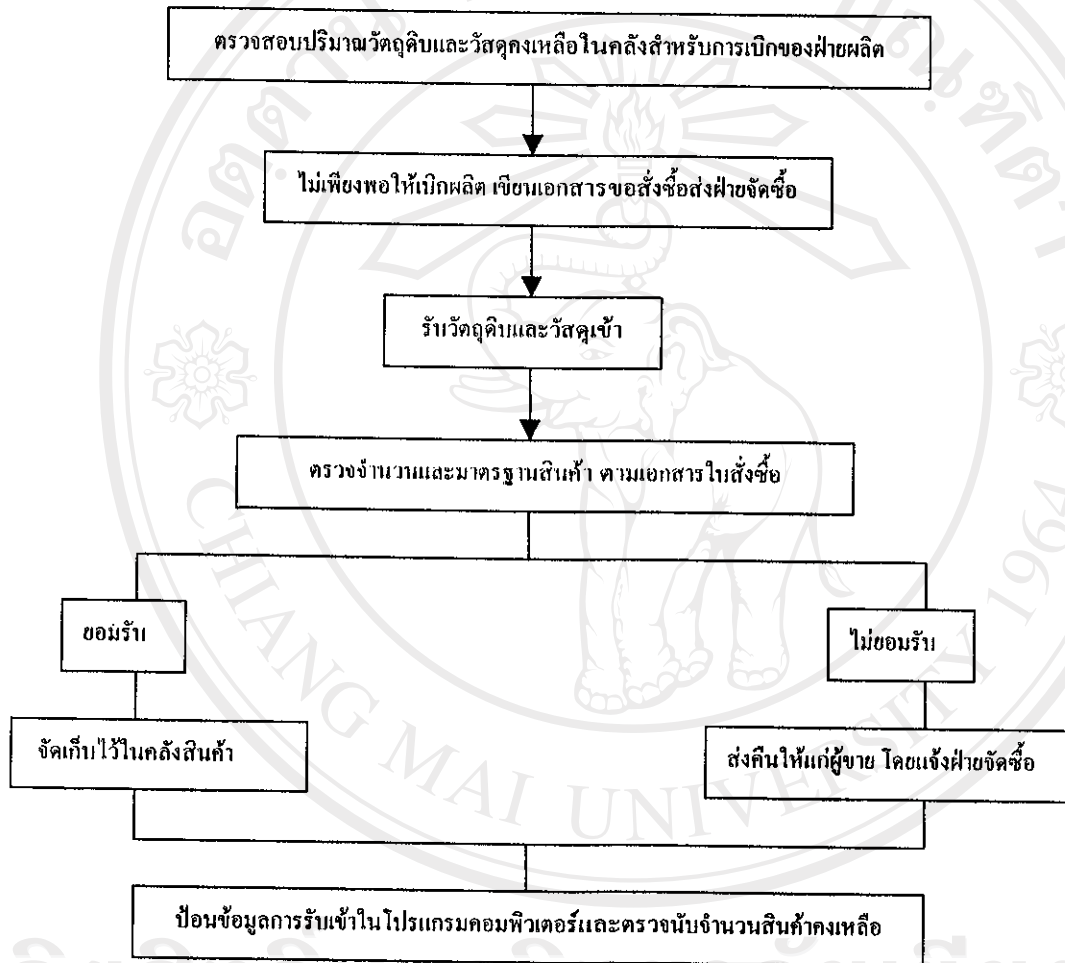 ตรวจสอบปริมาณวัตถุดิบและวัสดุคงเหลือในคลังสำหรับการเบิกของฝ่ายผลิต
ไม่เพียงพอให้เบิกผลิต เขียนเอกสารขอสั่งซื้อส่งฝ่ายจัดซื้อ
รับวัตถุดิบและวัสดุเข้า
ตรวจจำนวนและมาตรฐานสินค้า ตามเอกสารใบสั่งซื้อ
ยอมรับ
ไม่ยอมรับ
จัดเก็บไว้ในคลังสินค้า
ส่งคืนให้แก่ผู้ขาย โดยแจ้งฝ่ายจัดซื้อ
ป้อนข้อมูลการรับเข้าในโปรแกรมคอมพิวเตอร์และตรวจนับจำนวนสินค้าคงเหลือ
CHIANG MAI UNIVERSITY 1964